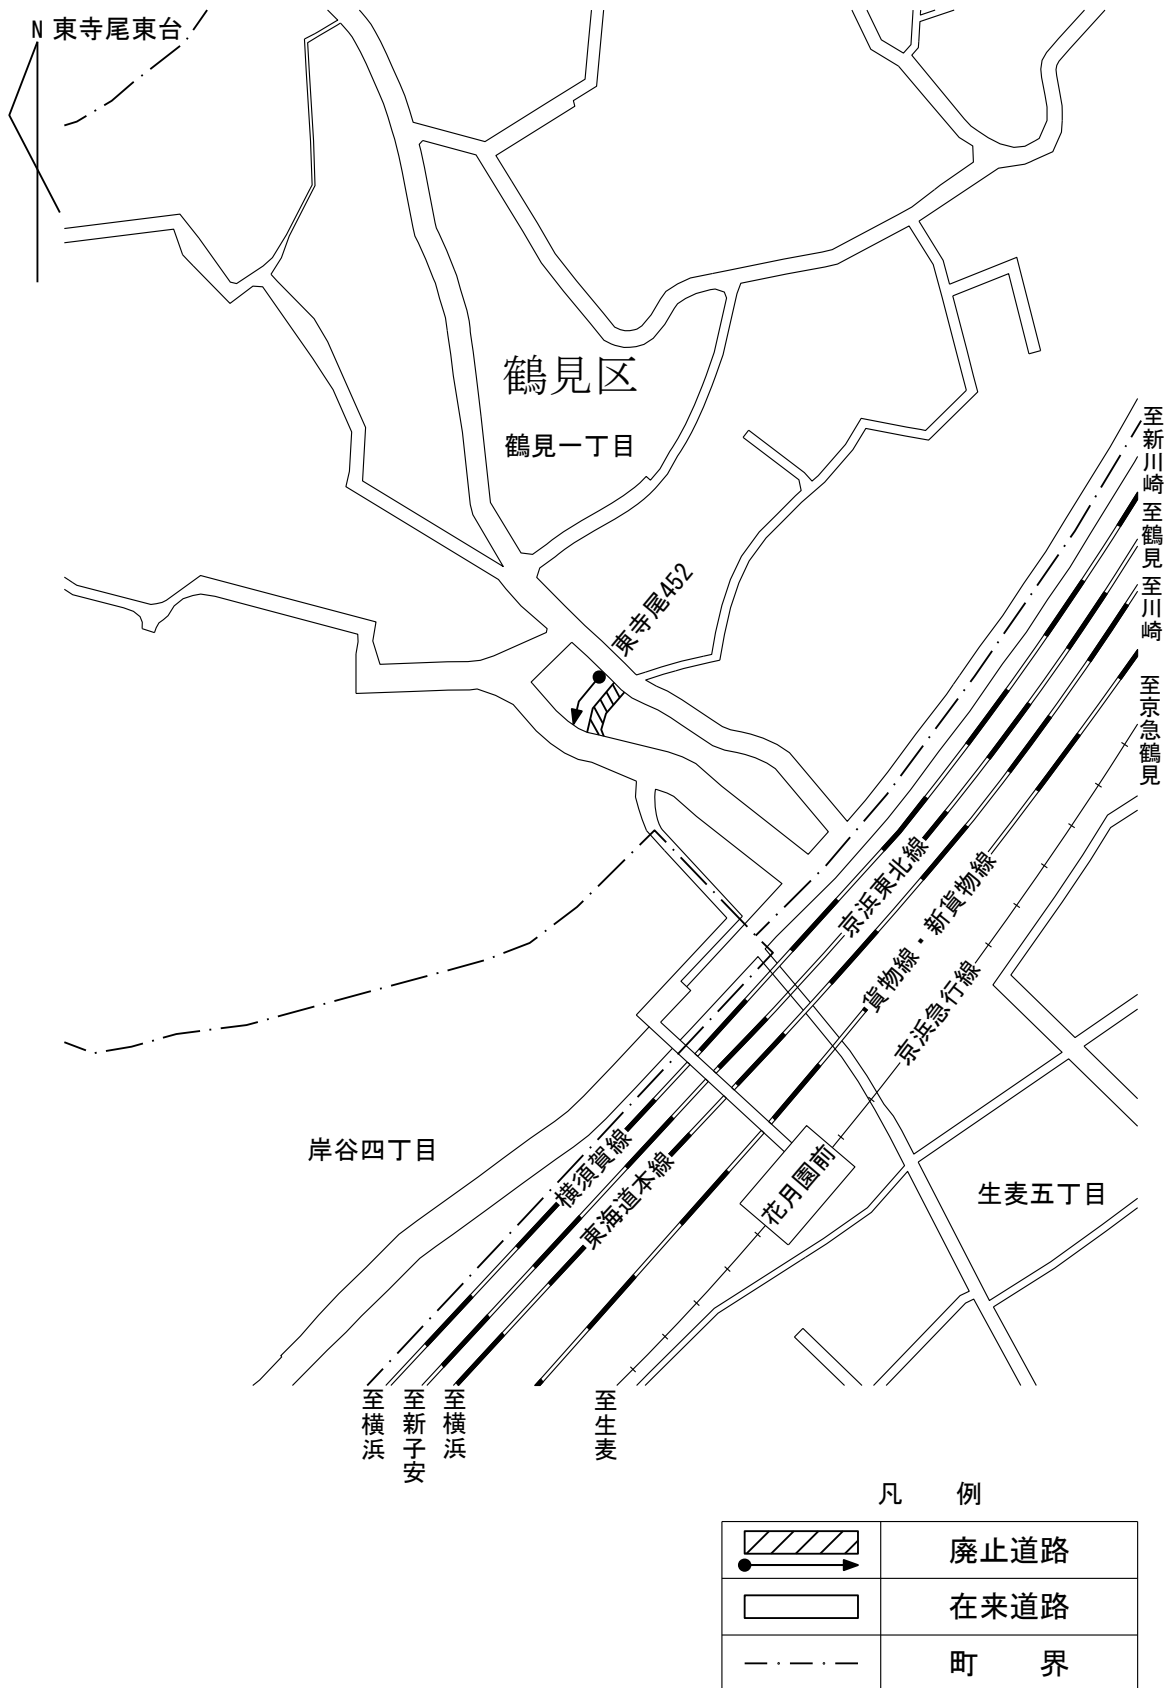 N
東寺尾東台
鶴見区
鶴見一丁目
至新川崎
至鶴見
至川崎
至京急鶴見
東寺尾452
京浜東北線
貨物線・新貨物線
京浜急行線
岸谷四丁目
横須賀線
東海道本線
花月園前
生麦五丁目
至横浜
至新子安
至横浜
至生麦
凡 例
廃止道路
在来道路
町 界